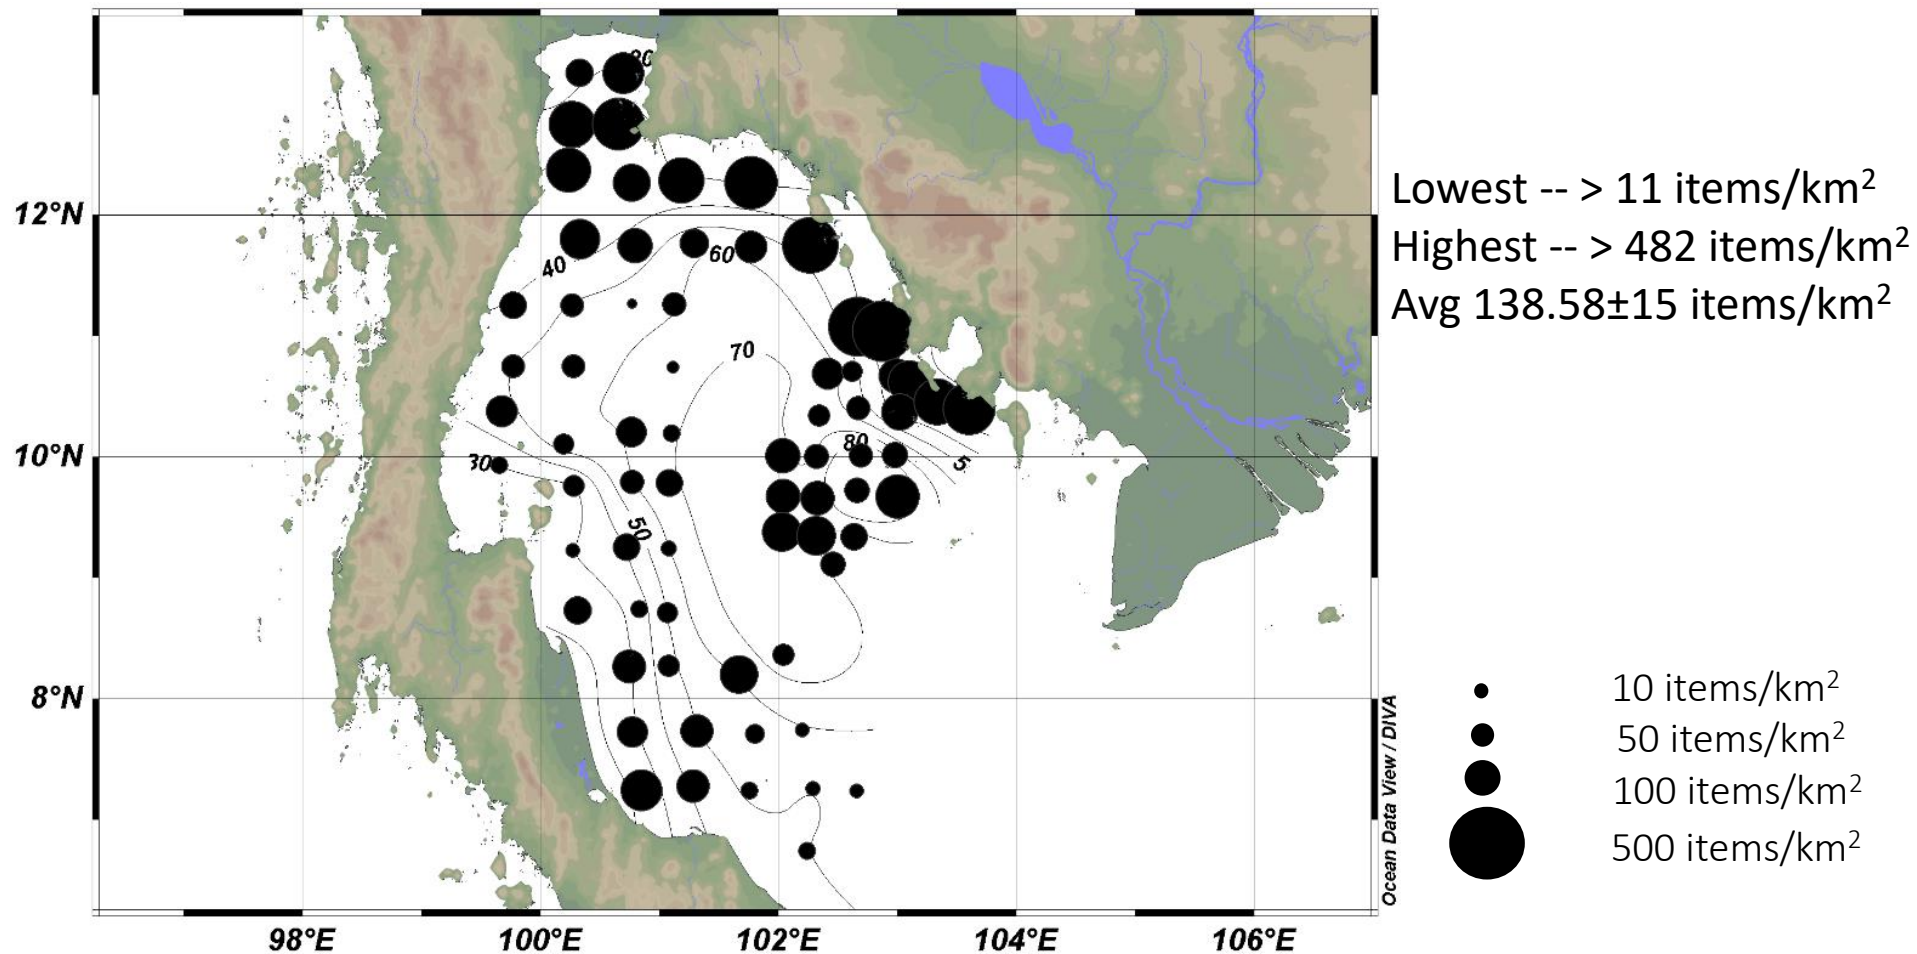 12°N
10°N
8°N
98°E
100°E
102°E
104°E
106°E
40
60
70
80
30
50
5
Ocean Data View / DIVA
Lowest -- > 11 items/km²
Highest -- > 482 items/km²
Avg 138.58±15 items/km²
10 items/km²
50 items/km²
100 items/km²
500 items/km²